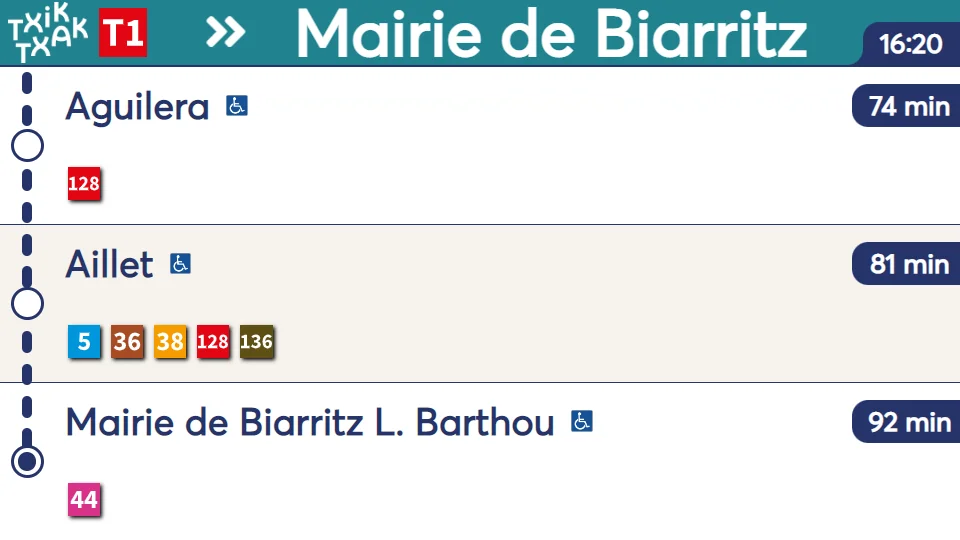 TXiK
TXAK
T1
Mairie de Biarritz
16:20
Aguilera
74 min
128
Aillet
81 min
5 36 38 128 136
Mairie de Biarritz L. Barthou
92 min
44